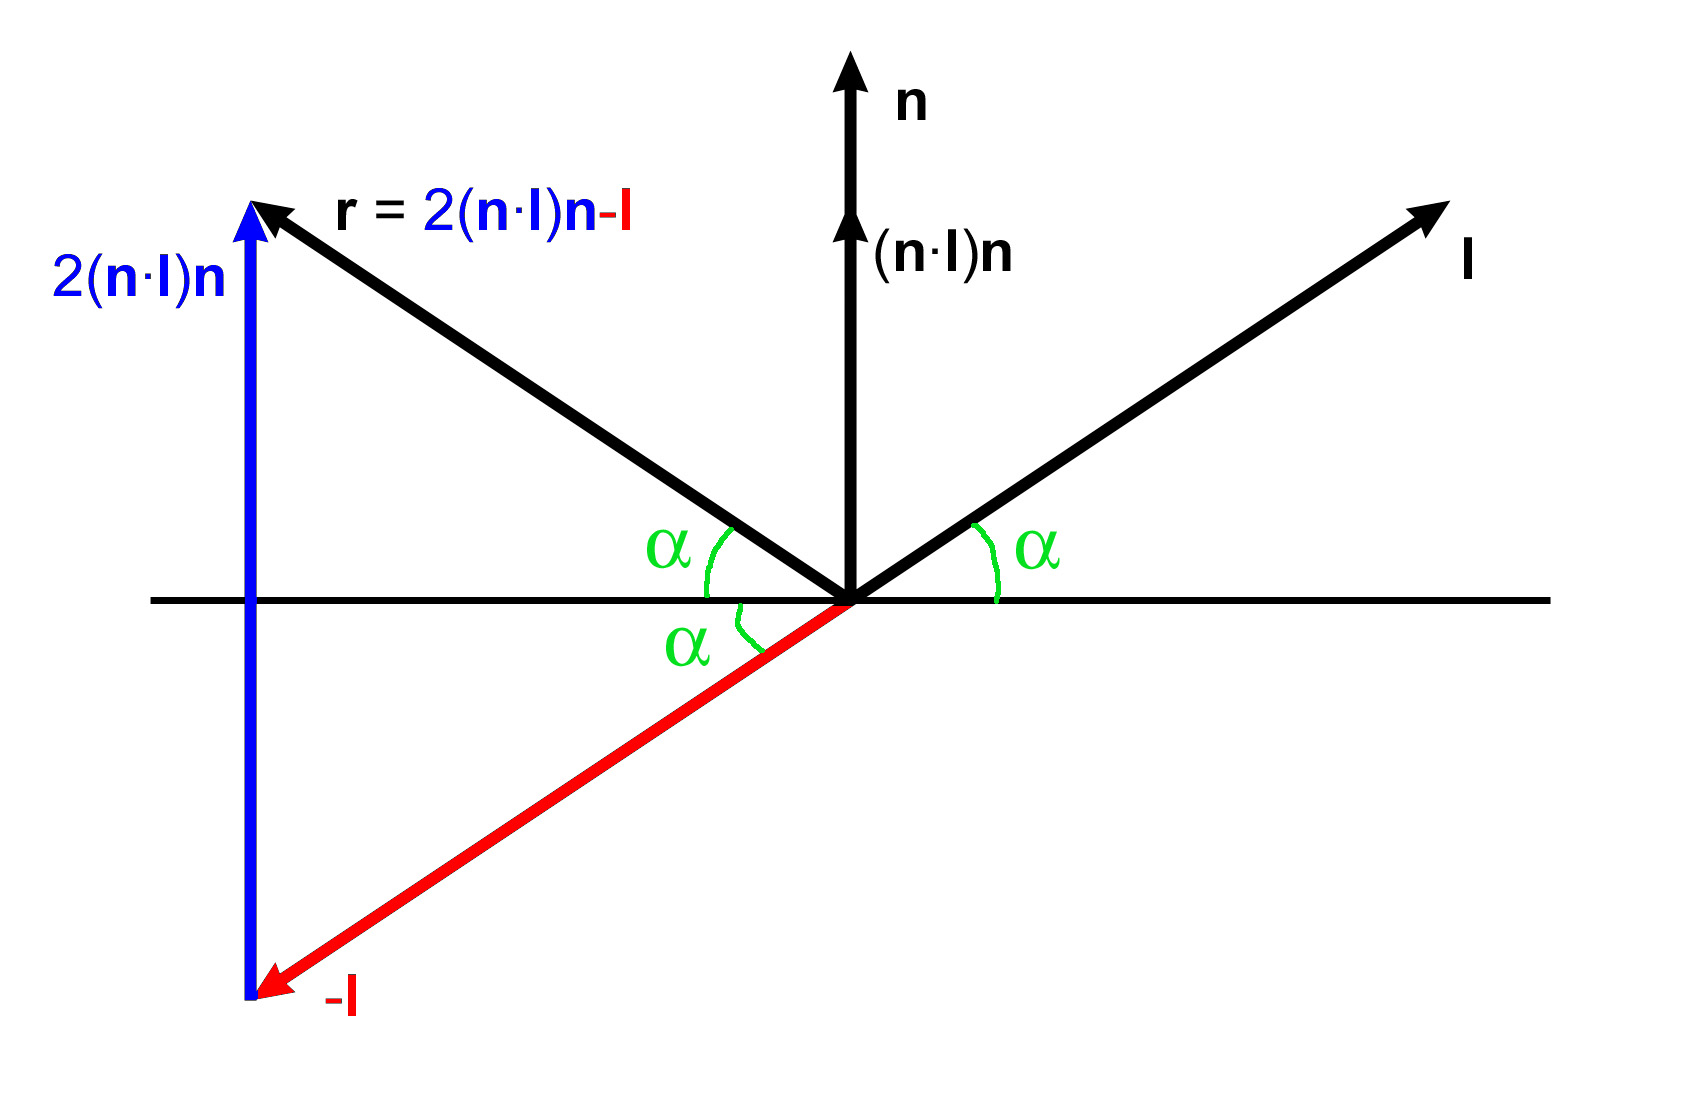 n
r = 2(n·l)n-l
(n·l)n
l
2(n·l)n
α
α
α
-l